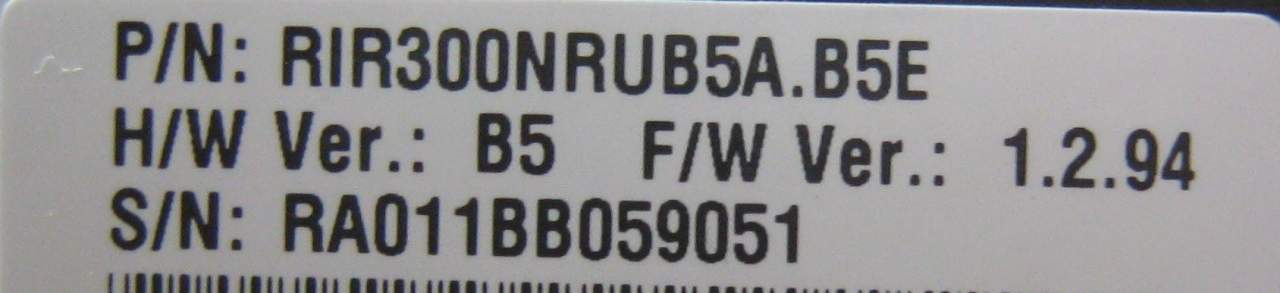 P/N: RIR300NRUB5A.B5E
H/W Ver.: B5 F/W Ver.: 1.2.94
S/N: RA011BB059051